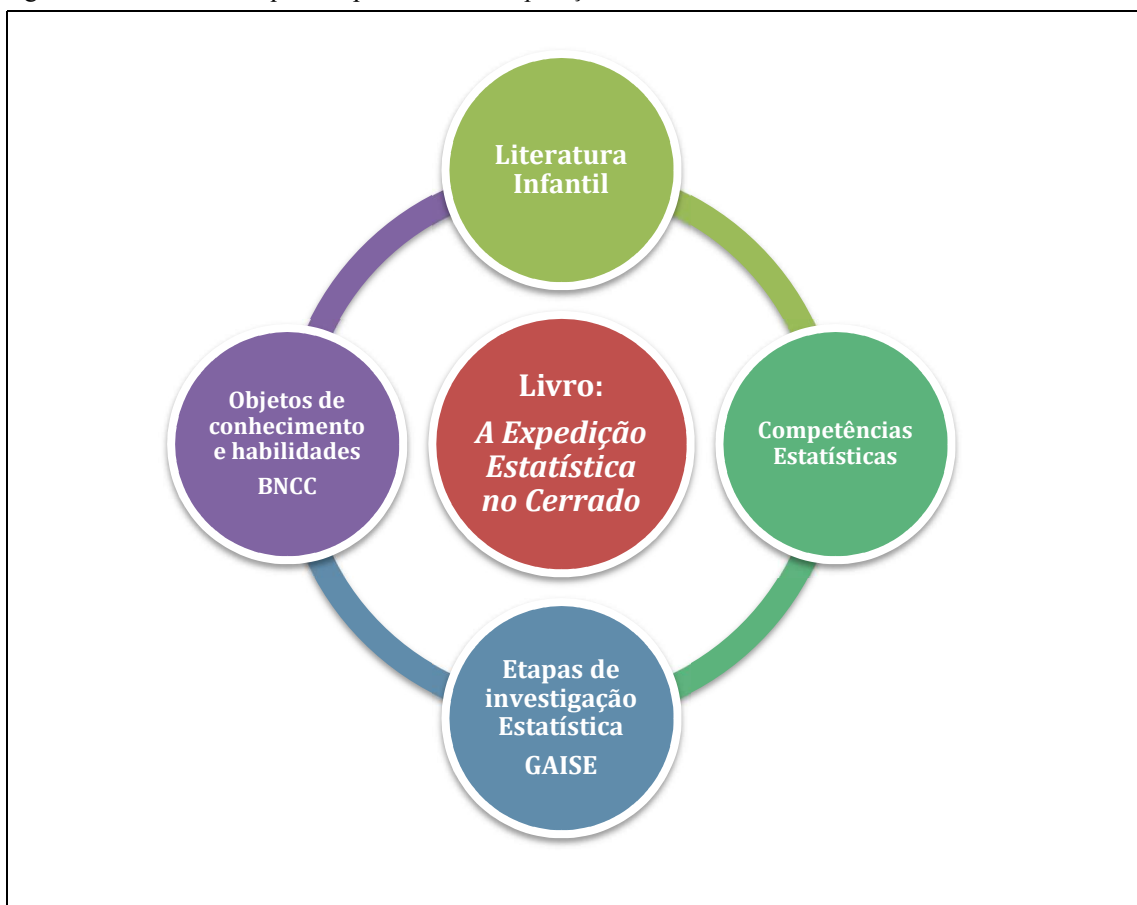 Literatura
Infantil
Objetos de
conhecimento
e habilidades
BNCC
Livro:
A Expedição
Estatística
no Cerrado
Competências
Estatísticas
Etapas de
investigação
Estatística
GAISE